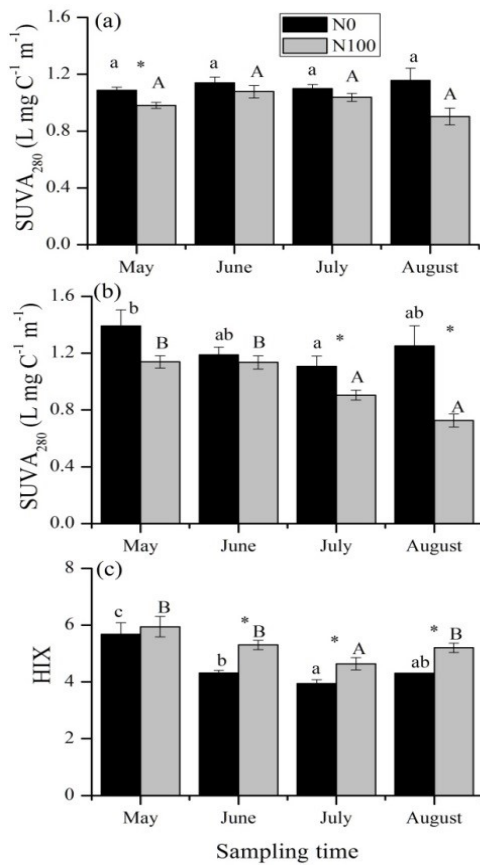 (a)
N0
N100
SUVA₂₈₀ (L mg C⁻¹ m⁻¹)
1.6
1.2
0.8
0.4
0.0
a * A a A a A a A
May June July August
(b)
SUVA₂₈₀ (L mg C⁻¹ m⁻¹)
1.6
1.2
0.8
0.4
0.0
b B ab B a * A ab * A
May June July August
(c)
HIX
8
6
4
2
0
c B b * B a * A ab * B
May June July August
Sampling time